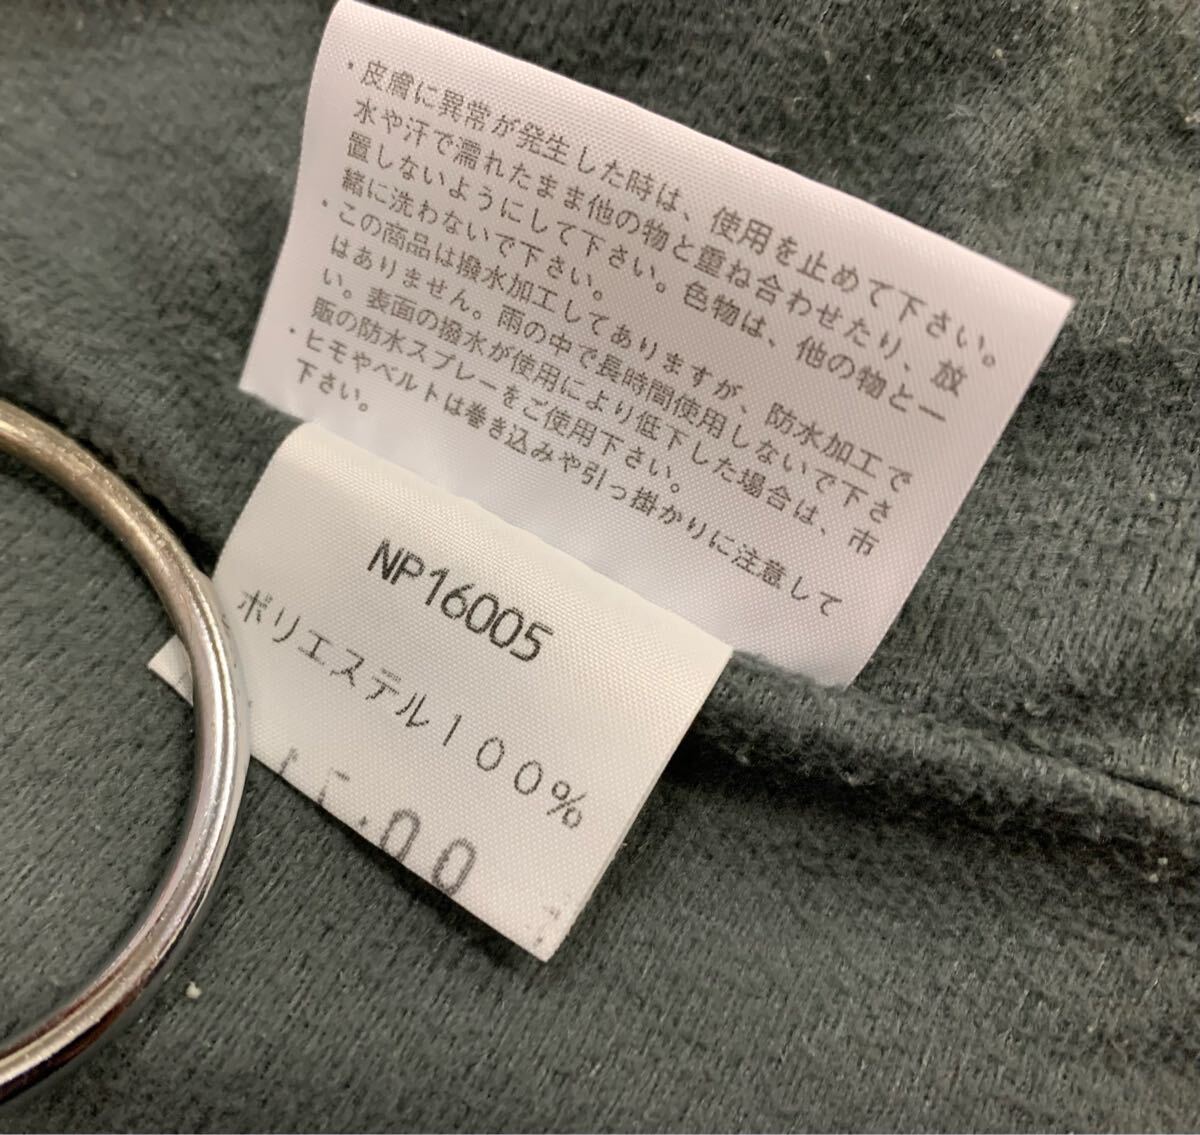 ・皮膚に異常が発生した時は、使用を止めて下さい。
水や汗で濡れたまま他の物と重ね合わせたり、放
置しないようにして下さい。色物は、他の物と一
緒に洗わないで下さい。
・この商品は撥水加工してありますが、防水加工で
はありません。雨の中で長時間使用しないで下さ
い。表面の撥水が使用により低下した場合は、市
販の防水スプレーをご使用下さい。
・ヒモやベルトは巻き込みや引っ掛かりに注意して
下さい。
NP16005
ポリエステル100%